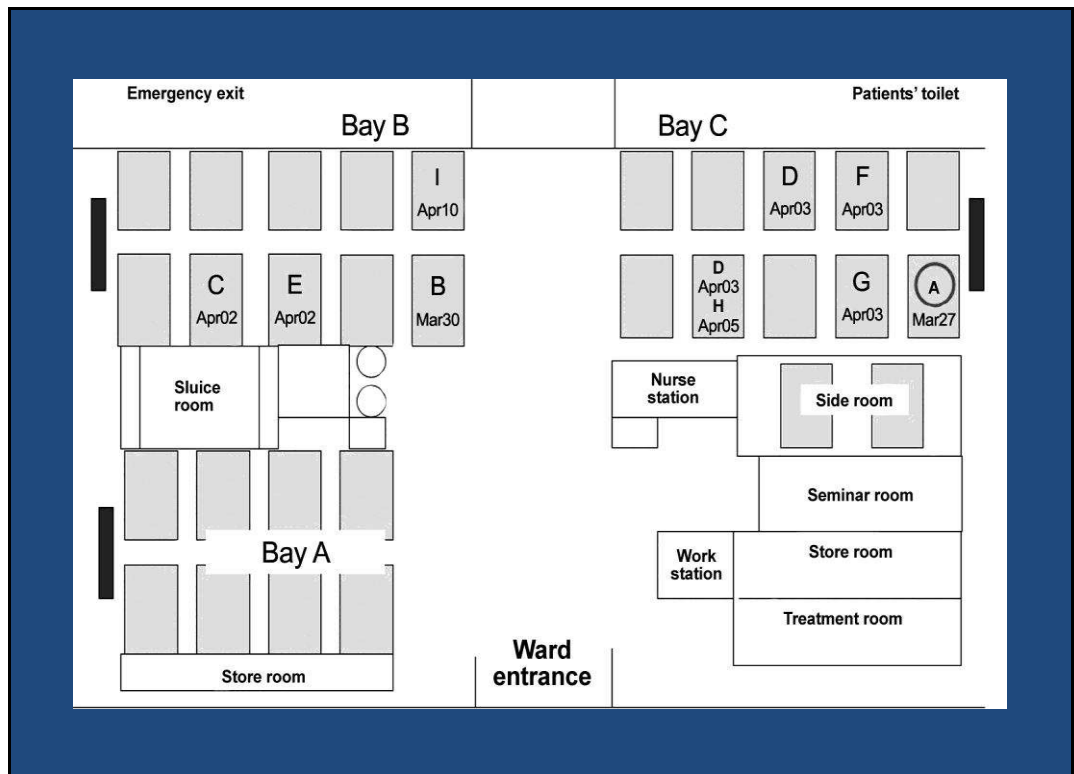 Emergency exit
Patients' toilet
Bay B
Bay C
I
Apr10
D
Apr03
F
Apr03
C
Apr02
E
Apr02
B
Mar30
D
Apr03
H
Apr05
G
Apr03
A
Mar27
Sluice
room
Nurse
station
Side room
Seminar room
Bay A
Work
station
Store room
Treatment room
Store room
Ward
entrance